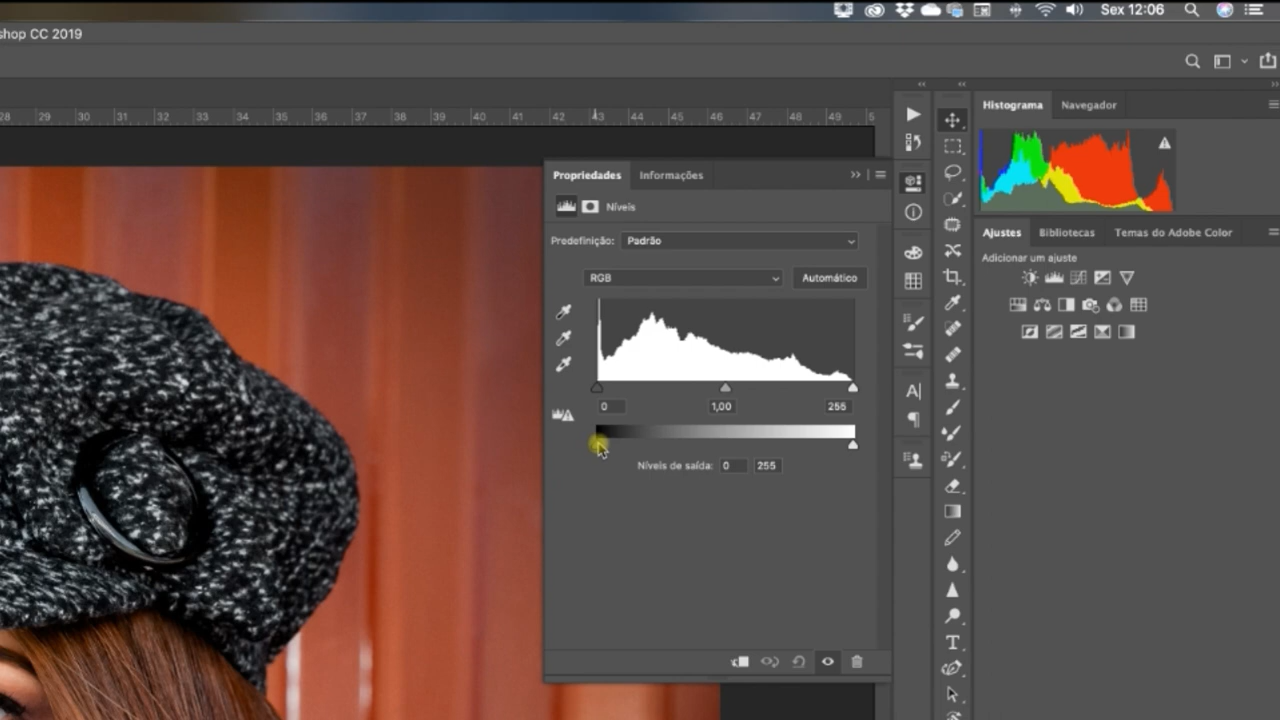 Sex 12:06
shop CC 2019
28 29 30 31 32 33 34 35 36 37 38 39 40 41 42 43 44 45 46 47 48 49 5
Histograma Navegador
Propriedades Informações
Níveis
Predefinição: Padrão
RGB Automático
0 1,00 255
Níveis de saída: 0 255
Ajustes Bibliotecas Temas do Adobe Color
Adicionar um ajuste